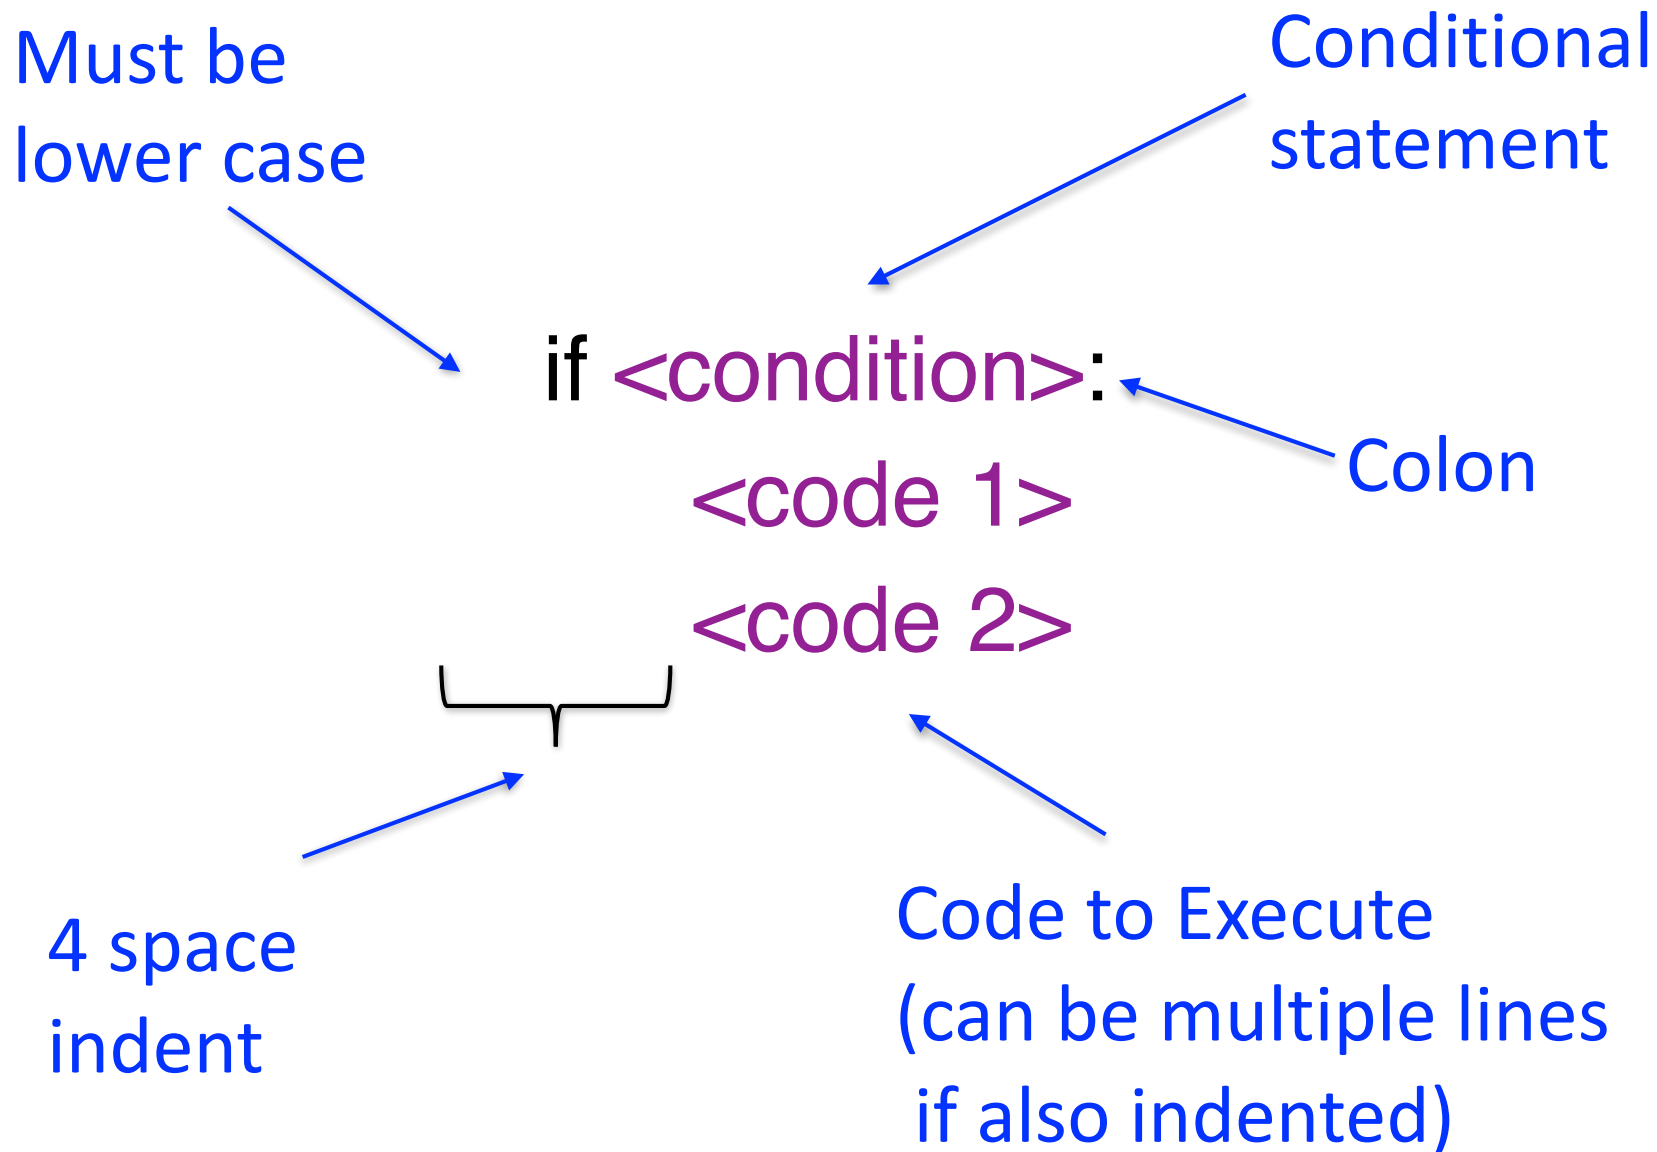 Must be
lower case
Conditional
statement
if <condition>:
Colon
<code 1>
<code 2>
4 space
indent
Code to Execute
(can be multiple lines
if also indented)